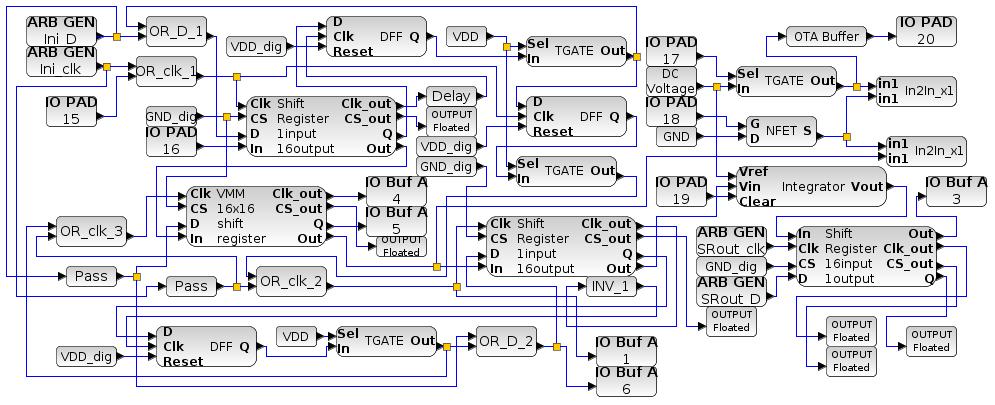 ARB GEN
Ini D
OR_D_1
ARB GEN
Ini clk
OR_clk_1
IO PAD
15
VDD_dig
D
Clk DFF Q
Reset
VDD
Sel
TGATE Out
In
IO PAD
17
DC
Voltage
IO PAD
18
GND
Sel
TGATE Out
In
OTA Buffer
IO PAD
20
in1
In2In_x1
in1
G
NFET S
D
in1
In2In_x1
in1
GND_dig
IO PAD
16
Clk Shift Clk_out
CS Register CS_out
D 1input Q
In 16output Out
Delay
OUTPUT
Floated
VDD_dig
GND_dig
D
Clk DFF Q
Reset
Sel
TGATE Out
In
IO PAD
19
Vref
Vin Integrator Vout
Clear
IO Buf A
3
OR_clk_3
Clk VMM Clk_out
CS 16x16 CS_out
D shift Q
In register Out
IO Buf A
4
IO Buf A
5
OUTPUT
Floated
Clk Shift Clk_out
CS Register CS_out
D 1input Q
In 16output Out
ARB GEN
SRout_clk
GND_dig
ARB GEN
SRout_D
In Shift Out
Clk Register Clk_out
CS 16input CS_out
D 1output Q
Pass
Pass
OR_clk_2
INV_1
OUTPUT
Floated
OUTPUT
Floated
OUTPUT
Floated
OUTPUT
Floated
VDD_dig
D
Clk DFF Q
Reset
VDD
Sel
TGATE Out
In
OR_D_2
IO Buf A
1
IO Buf A
6